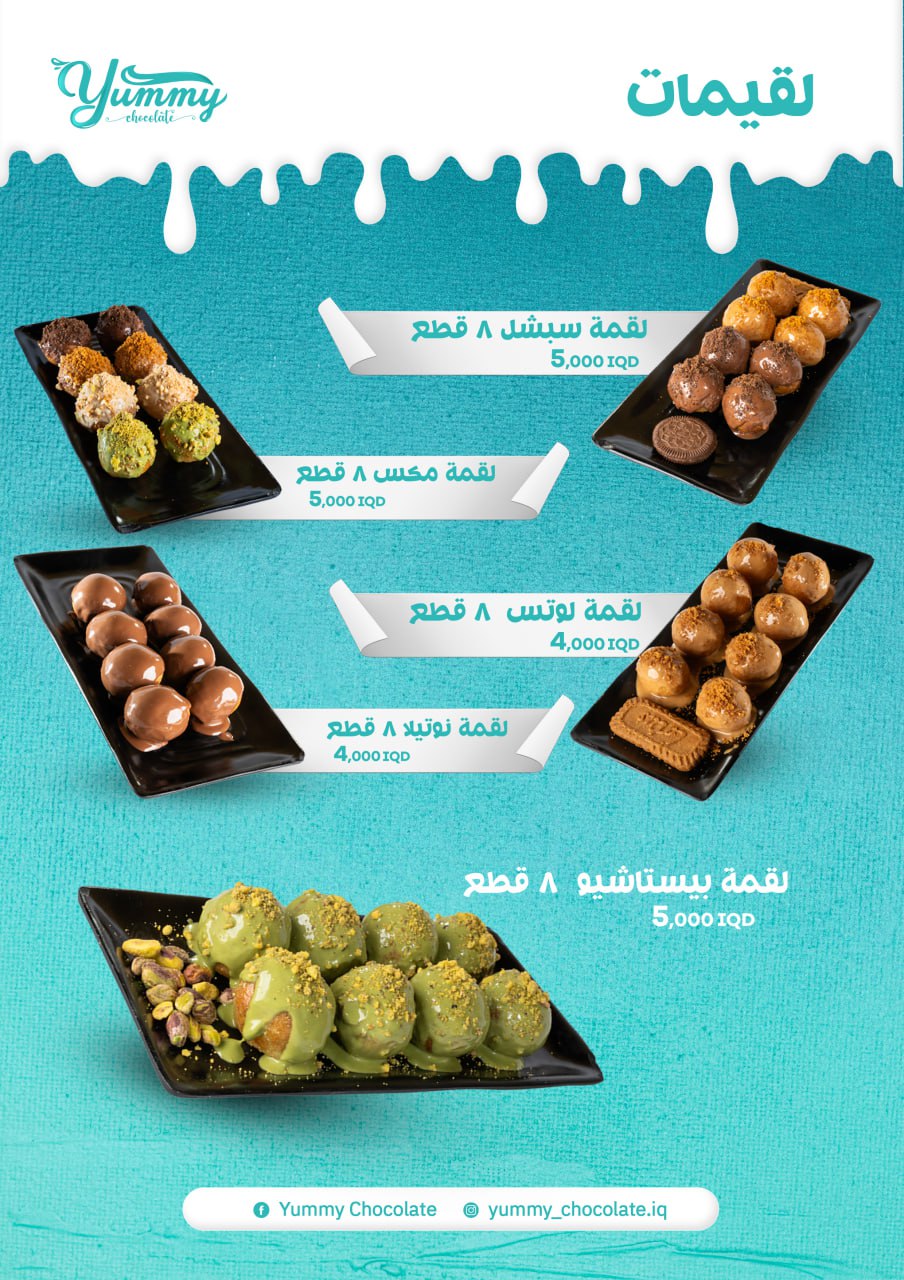 Yummy
chocolate
لقيمات
لقمة سبشل ٨ قطع
5,000 IQD
لقمة مكس ٨ قطع
5,000 IQD
لقمة لوتس ٨ قطع
4,000 IQD
لقمة نوتيلا ٨ قطع
4,000 IQD
لقمة بيستاشيو ٨ قطع
5,000 IQD
Yummy Chocolate
yummy_chocolate.iq